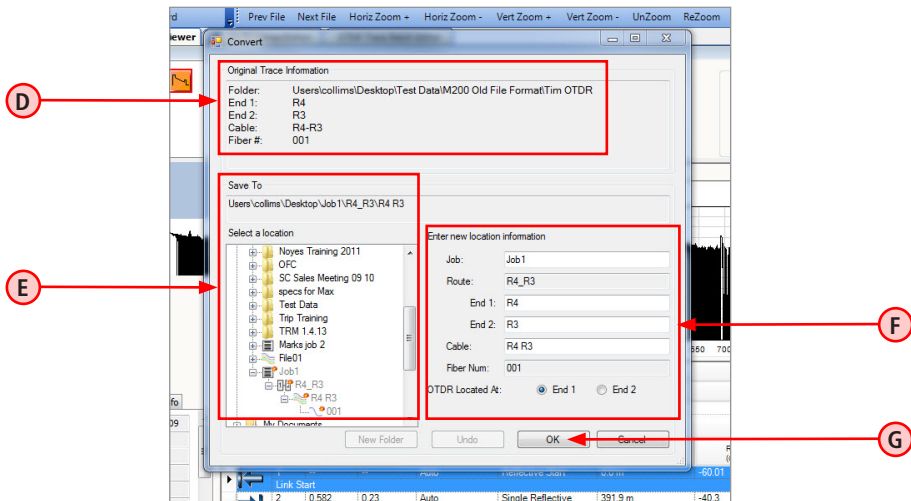 Prev File Next File Horiz Zoom + Horiz Zoom - Vert Zoom + Vert Zoom - UnZoom ReZoom
iewer
Convert
Original Trace Information
Folder: Users\collims\Desktop\Test Data\M200 Old File Format\Tim OTDR
End 1: R4
End 2: R3
Cable: R4-R3
Fiber #: 001
D
Save To
Users\collims\Desktop\Job1\R4_R3\R4 R3
Select a location
Noyes Training 2011
OFC
SC Sales Meeting 09 10
specs for Max
Test Data
Trip Training
TRM 1.4.13
Marks job 2
File01
Job1
R4_R3
R4 R3
001
My Documents
E
Enter new location information
Job: Job1
Route: R4_R3
End 1: R4
End 2: R3
Cable: R4 R3
Fiber Num: 001
OTDR Located At: End 1 End 2
F
New Folder Undo OK Cancel
G
fo
09
650 700
1 -- -- Auto Reflective Start 0.0 m -60.01
Link Start
2 0.582 0.23 Auto Single Reflective 391.9 m -40.3